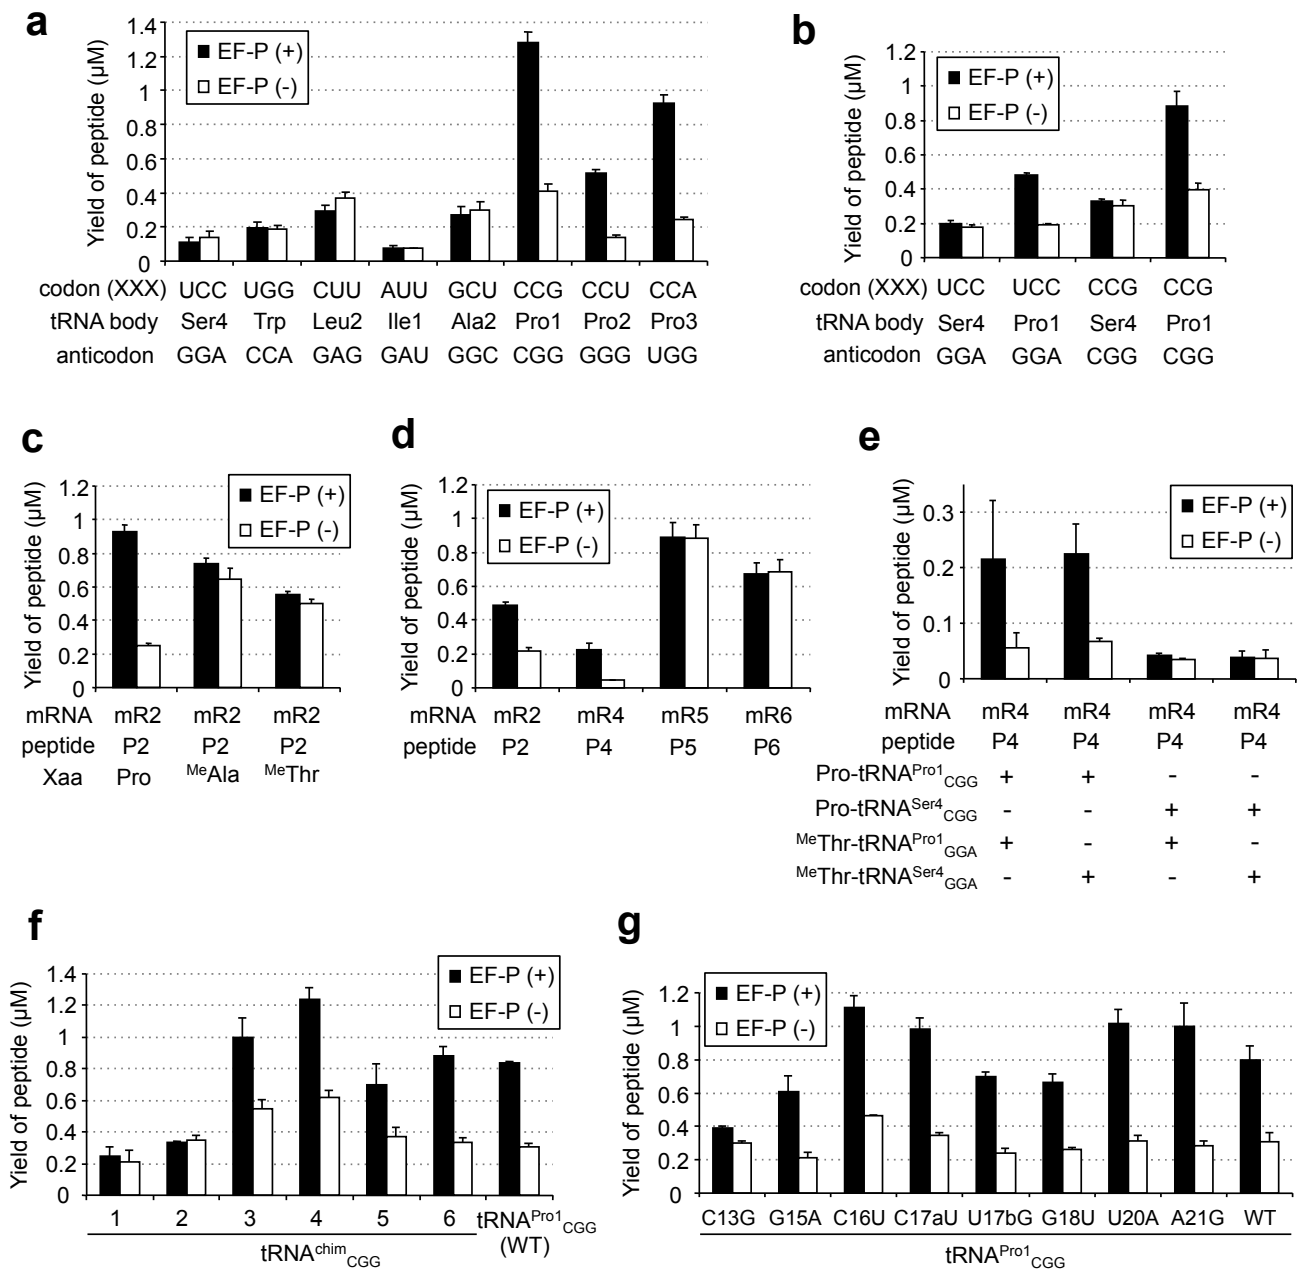 a
Yield of peptide (µM)
1.4
1.2
1
0.8
0.6
0.4
0.2
0
EF-P (+)
EF-P (-)
codon (XXX) UCC UGG CUU AUU GCU CCG CCU CCA
tRNA body Ser4 Trp Leu2 Ile1 Ala2 Pro1 Pro2 Pro3
anticodon GGA CCA GAG GAU GGC CGG GGG UGG
b
Yield of peptide (µM)
1.2
1
0.8
0.6
0.4
0.2
0
EF-P (+)
EF-P (-)
codon (XXX) UCC UCC CCG CCG
tRNA body Ser4 Pro1 Ser4 Pro1
anticodon GGA GGA CGG CGG
c
Yield of peptide (µM)
1.2
1
0.8
0.6
0.4
0.2
0
EF-P (+)
EF-P (-)
mRNA mR2 mR2 mR2
peptide P2 P2 P2
Xaa Pro MeAla MeThr
d
Yield of peptide (µM)
1.2
1
0.8
0.6
0.4
0.2
0
EF-P (+)
EF-P (-)
mRNA mR2 mR4 mR5 mR6
peptide P2 P4 P5 P6
e
Yield of peptide (µM)
0.3
0.2
0.1
0
EF-P (+)
EF-P (-)
mRNA mR4 mR4 mR4 mR4
peptide P4 P4 P4 P4
Pro-tRNAPro1CGG + + - -
Pro-tRNASer4CGG - - + +
MeThr-tRNAPro1GGA + - + -
MeThr-tRNASer4GGA - + - +
f
Yield of peptide (µM)
1.4
1.2
1
0.8
0.6
0.4
0.2
0
EF-P (+)
EF-P (-)
1 2 3 4 5 6 tRNAPro1CGG
(WT)
tRNAchimCGG
g
Yield of peptide (µM)
1.2
1
0.8
0.6
0.4
0.2
0
EF-P (+)
EF-P (-)
C13G G15A C16U C17aU U17bG G18U U20A A21G WT
tRNAPro1CGG